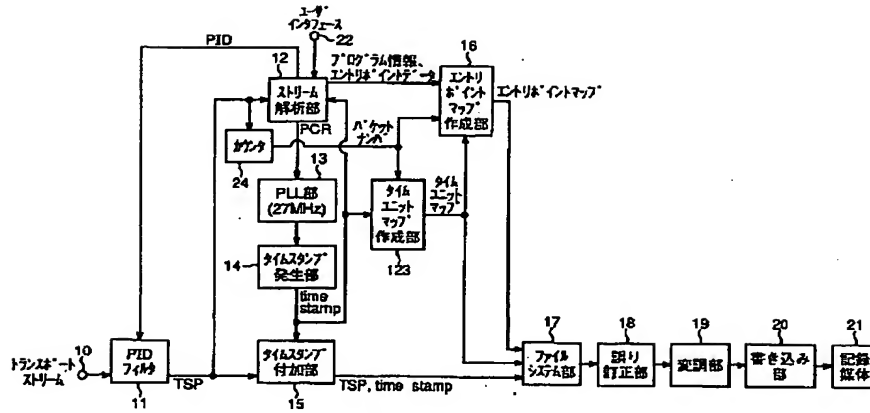 ユーザ
インタフェース
22
PID
12
ストリーム
解析部
プログラム情報、
エントリポイントデータ
16
エントリ
ポイント
マップ
作成部
エントリポイントマップ
カウンタ
24
PCR
パケット
ナンバ
13
PLL部
(27MHz)
タイム
ユニット
マップ
作成部
123
タイム
ユニット
マップ
14
タイムスタンプ
発生部
time
stamp
トランスポート
ストリーム
10
PID
フィルタ
11
TSP
タイムスタンプ
付加部
15
TSP, time stamp
17
ファイル
システム部
18
誤り
訂正部
19
変調部
20
書き込み
部
21
記録
媒体